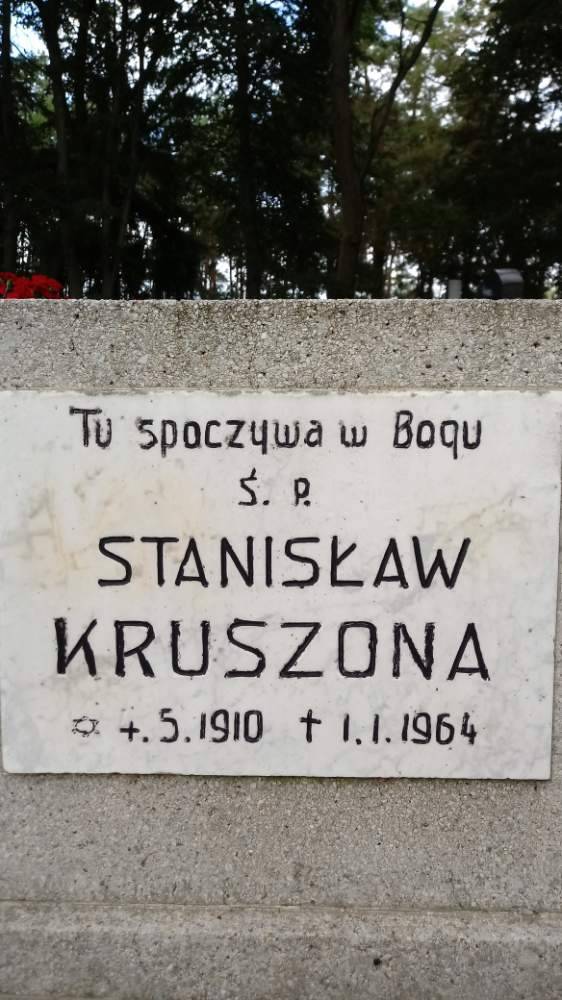 Tu spoczywa w Bogu
Ś. P.
STANISŁAW
KRUSZONA
✡ +.5.1910 † 1.1.1964